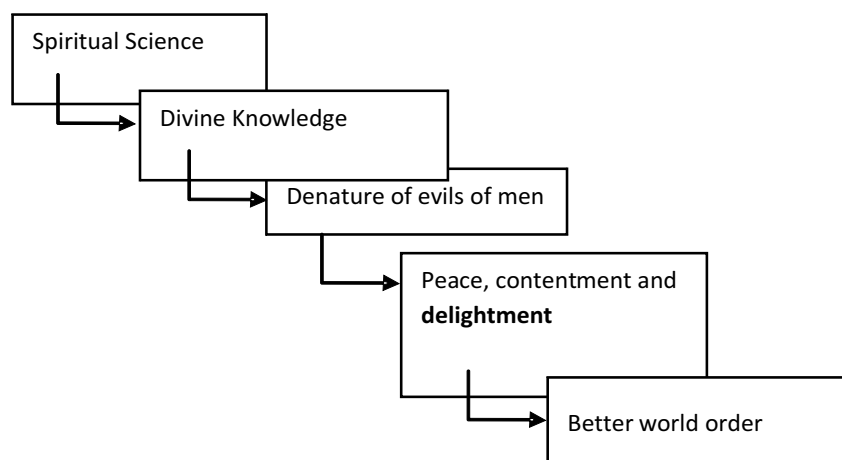 Spiritual Science
Divine Knowledge
Denature of evils of men
Peace, contentment and
delightment
Better world order